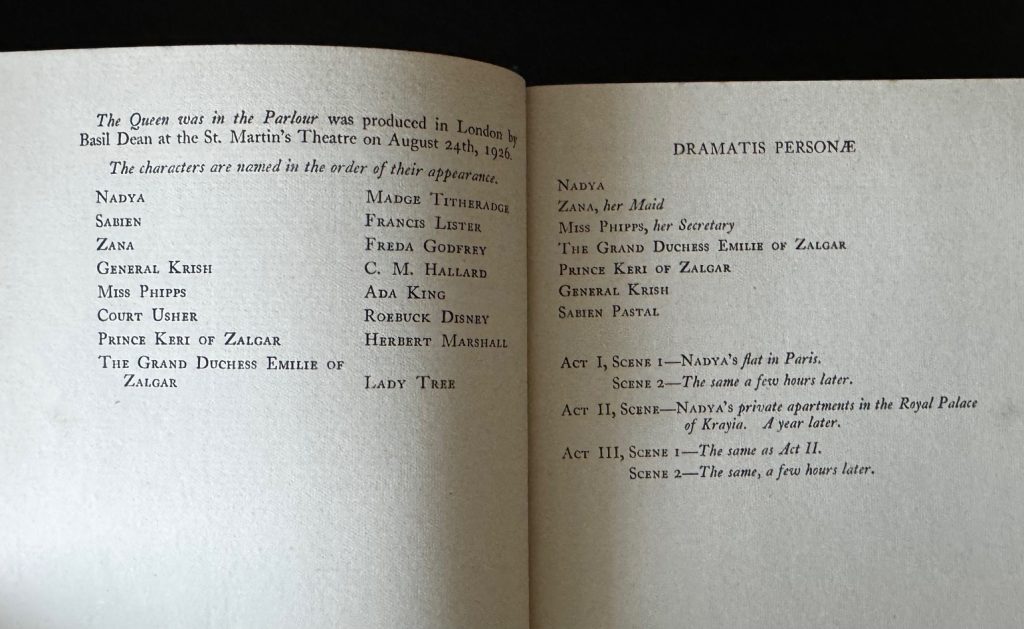 The Queen was in the Parlour was produced in London by
Basil Dean at the St. Martin's Theatre on August 24th, 1926.
The characters are named in the order of their appearance.
Nadya Madge Titheradge
Sabien Francis Lister
Zana Freda Godfrey
General Krish C. M. Hallard
Miss Phipps Ada King
Court Usher Roebuck Disney
Prince Keri of Zalgar Herbert Marshall
The Grand Duchess Emilie of
Zalgar Lady Tree
DRAMATIS PERSONÆ
Nadya
Zana, her Maid
Miss Phipps, her Secretary
The Grand Duchess Emilie of Zalgar
Prince Keri of Zalgar
General Krish
Sabien Pastal
Act I, Scene 1—Nadya's flat in Paris.
Scene 2—The same a few hours later.
Act II, Scene—Nadya's private apartments in the Royal Palace
of Krayia. A year later.
Act III, Scene 1—The same as Act II.
Scene 2—The same, a few hours later.